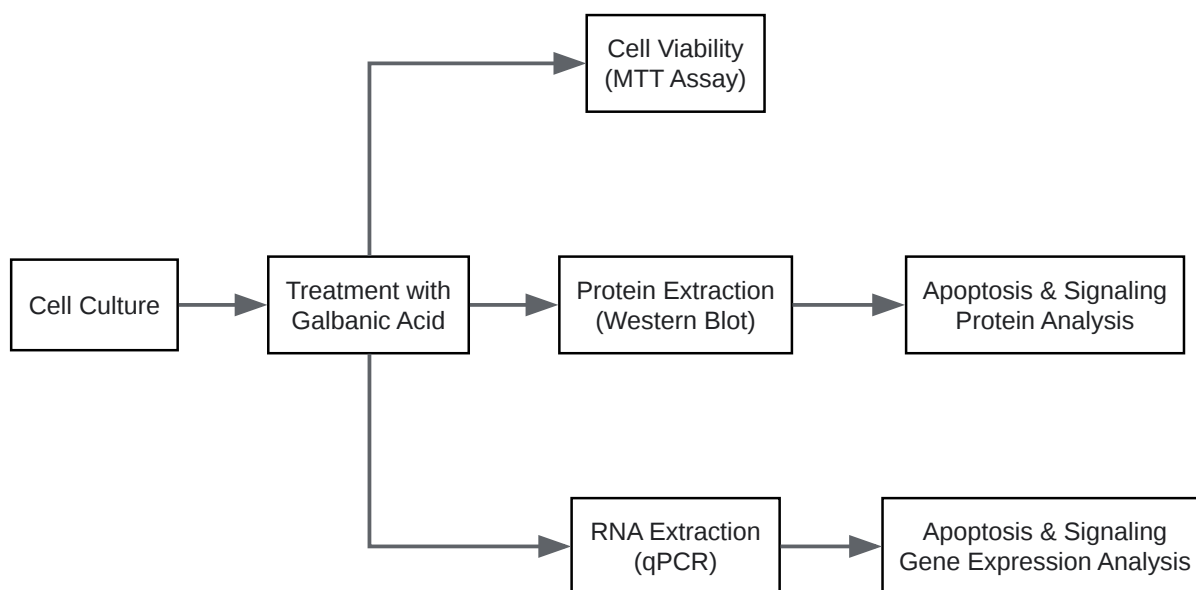 Cell Viability
(MTT Assay)
Cell Culture
Treatment with
Galbanic Acid
Protein Extraction
(Western Blot)
Apoptosis & Signaling
Protein Analysis
RNA Extraction
(qPCR)
Apoptosis & Signaling
Gene Expression Analysis